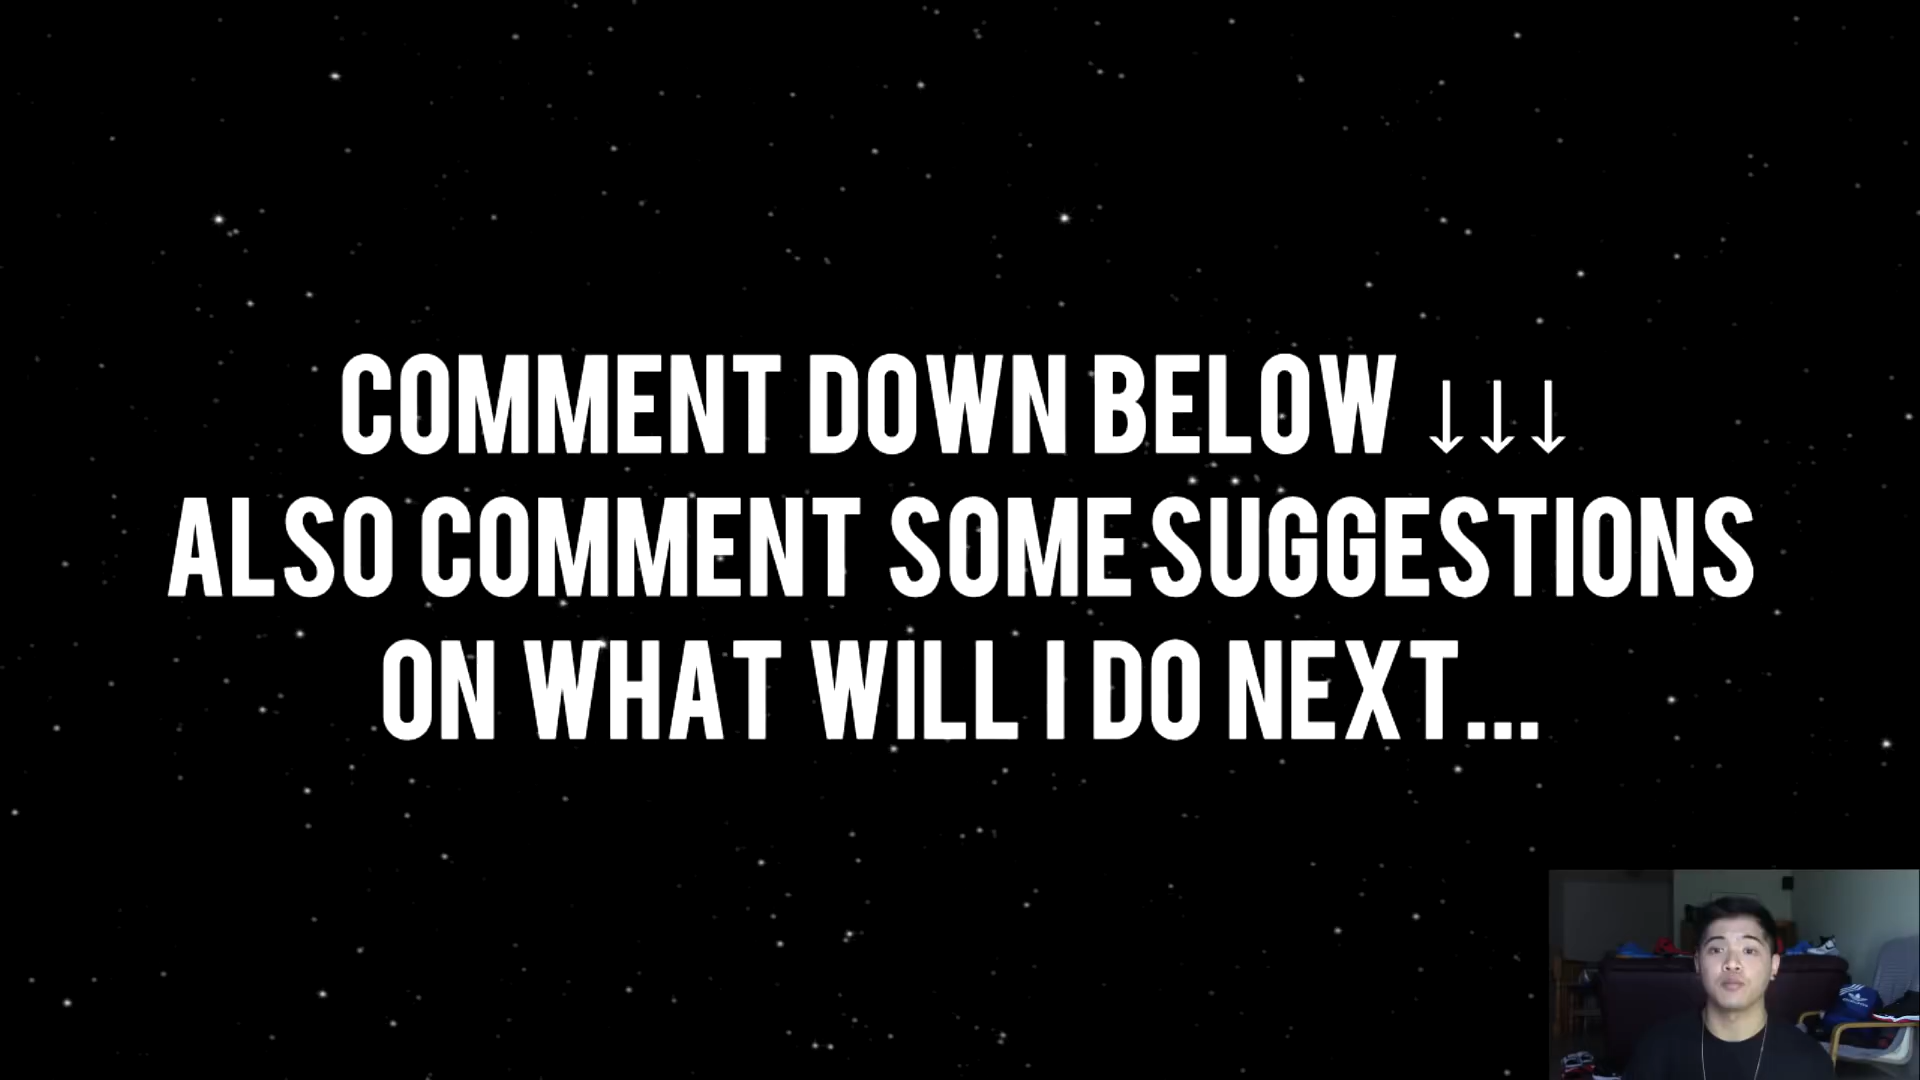 COMMENT DOWN BELOW ↓↓↓
ALSO COMMENT SOME SUGGESTIONS
ON WHAT WILL I DO NEXT...